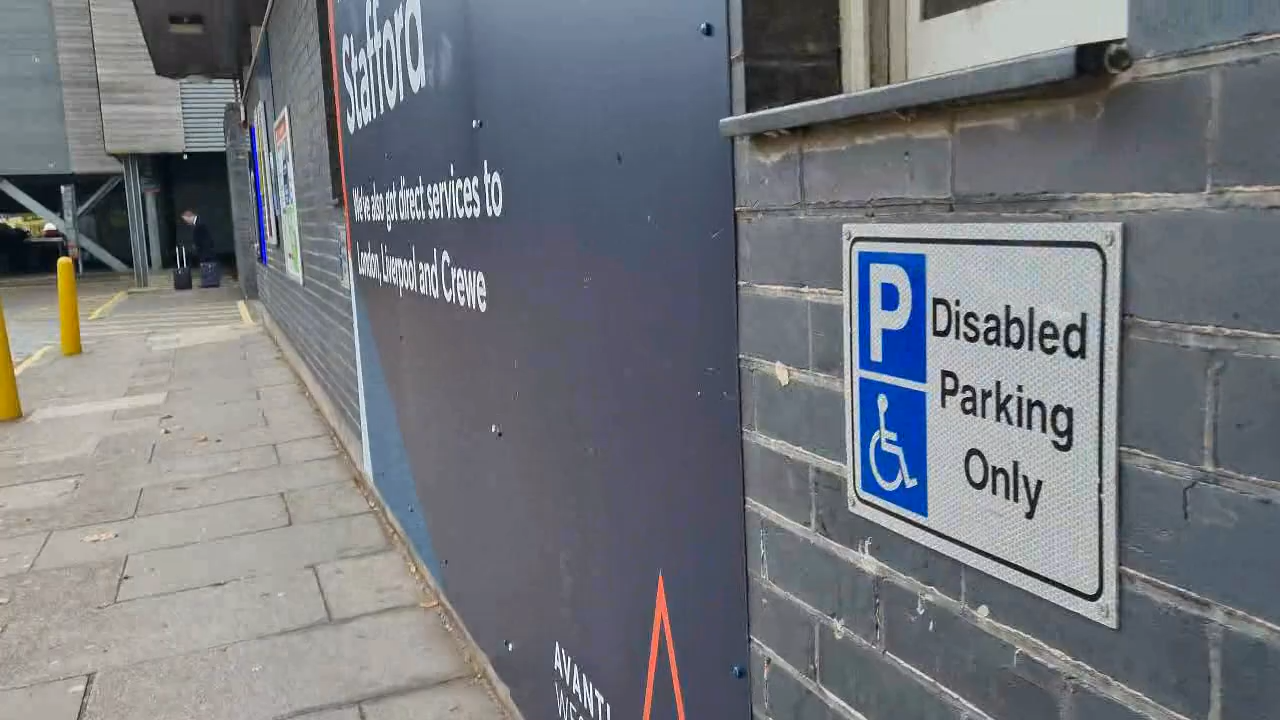 Stafford
We've also got direct services to
London, Liverpool and Crewe
AVANTI
P
Disabled
Parking
Only